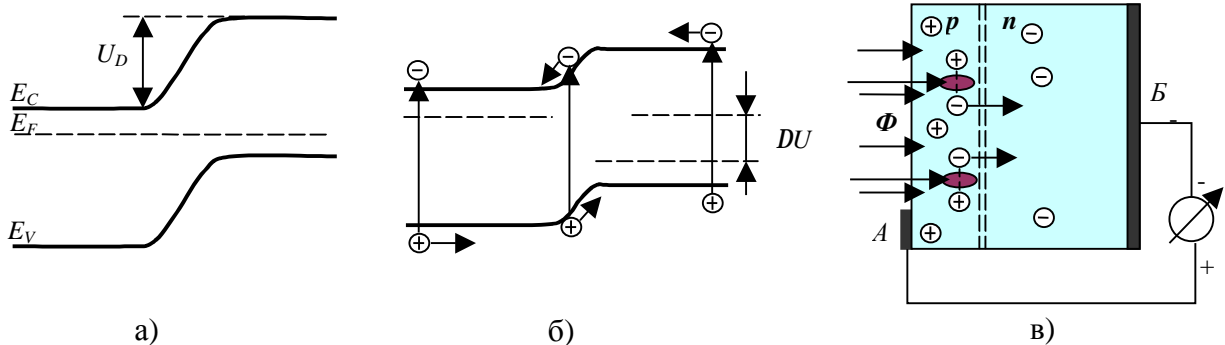 U_D
E_C
E_F
E_V
а)
DU
б)
p n
Ф
А
Б
-
-
+
в)